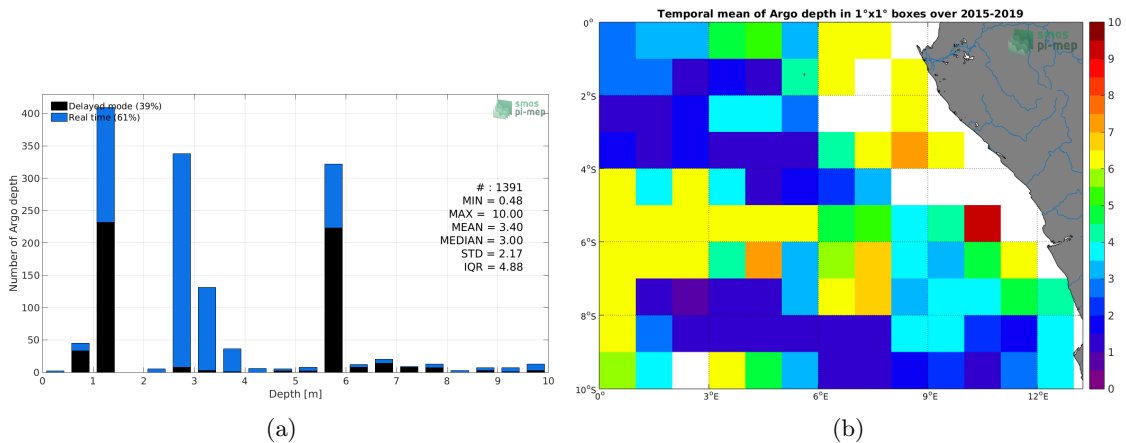 Delayed mode (39%)
Real time (61%)
smos
pi-mep
Number of Argo depth
400
350
300
250
200
150
100
50
0
# : 1391
MIN = 0.48
MAX = 10.00
MEAN = 3.40
MEDIAN = 3.00
STD = 2.17
IQR = 4.88
0 1 2 3 4 5 6 7 8 9 10
Depth [m]
(a)
Temporal mean of Argo depth in 1°x1° boxes over 2015-2019
smos
pi-mep
0°
2°S
4°S
6°S
8°S
10°S
0° 3°E 6°E 9°E 12°E
10
9
8
7
6
5
4
3
2
1
0
(b)